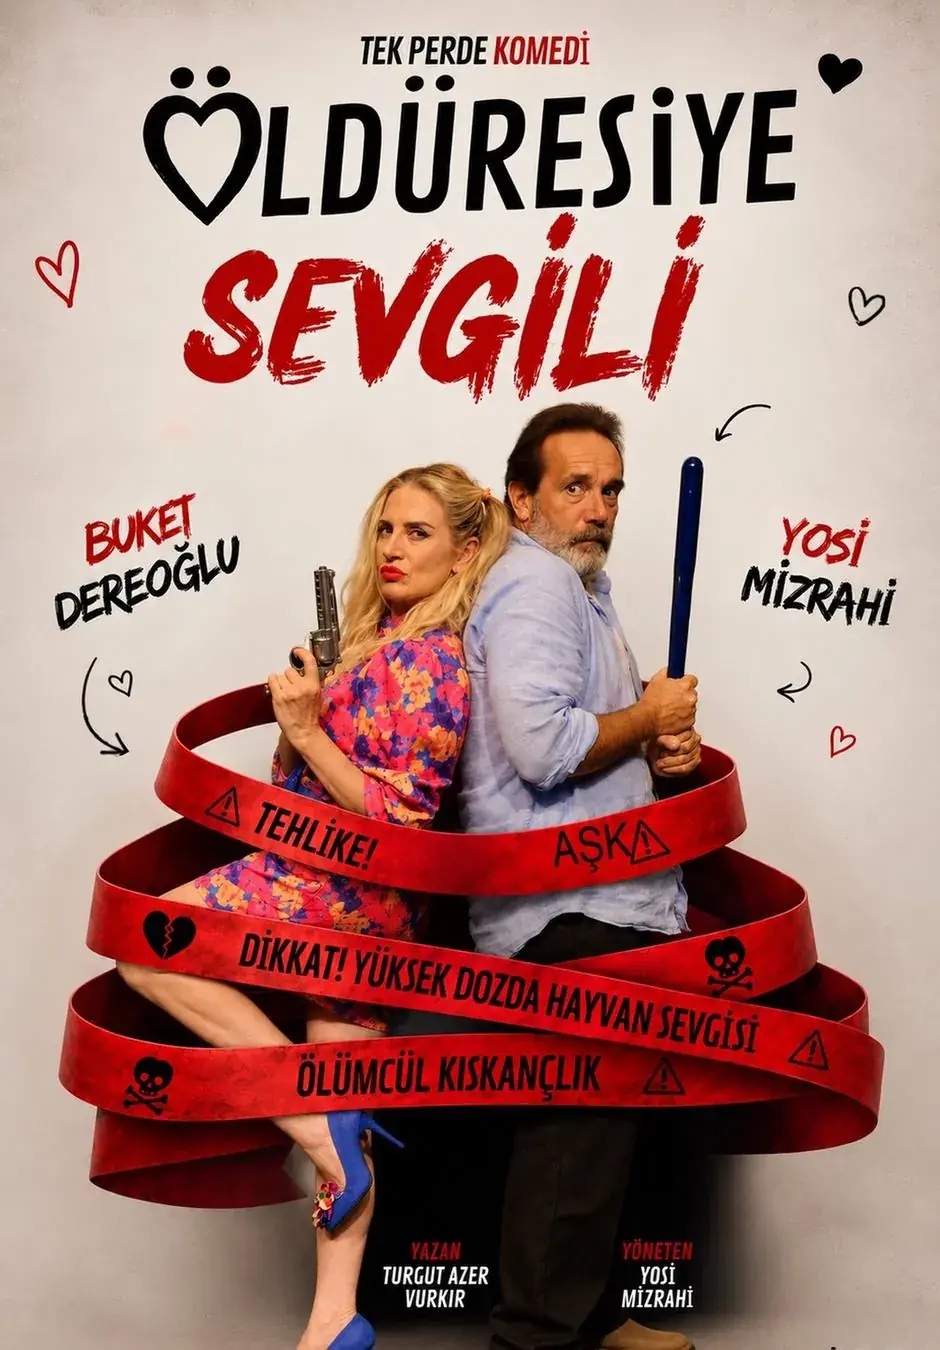 TEK PERDE KOMEDİ
ÖLDÜRESİYE
SEVGİLİ
BUKET
DEREOĞLU
YOSİ
MİZRAHİ
TEHLİKE!
AŞK
DİKKAT! YÜKSEK DOZDA HAYVAN SEVGİSİ
ÖLÜMCÜL KISKANÇLIK
YAZAN
TURGUT AZER
VURKIR
YÖNETEN
YOSİ
MİZRAHİ